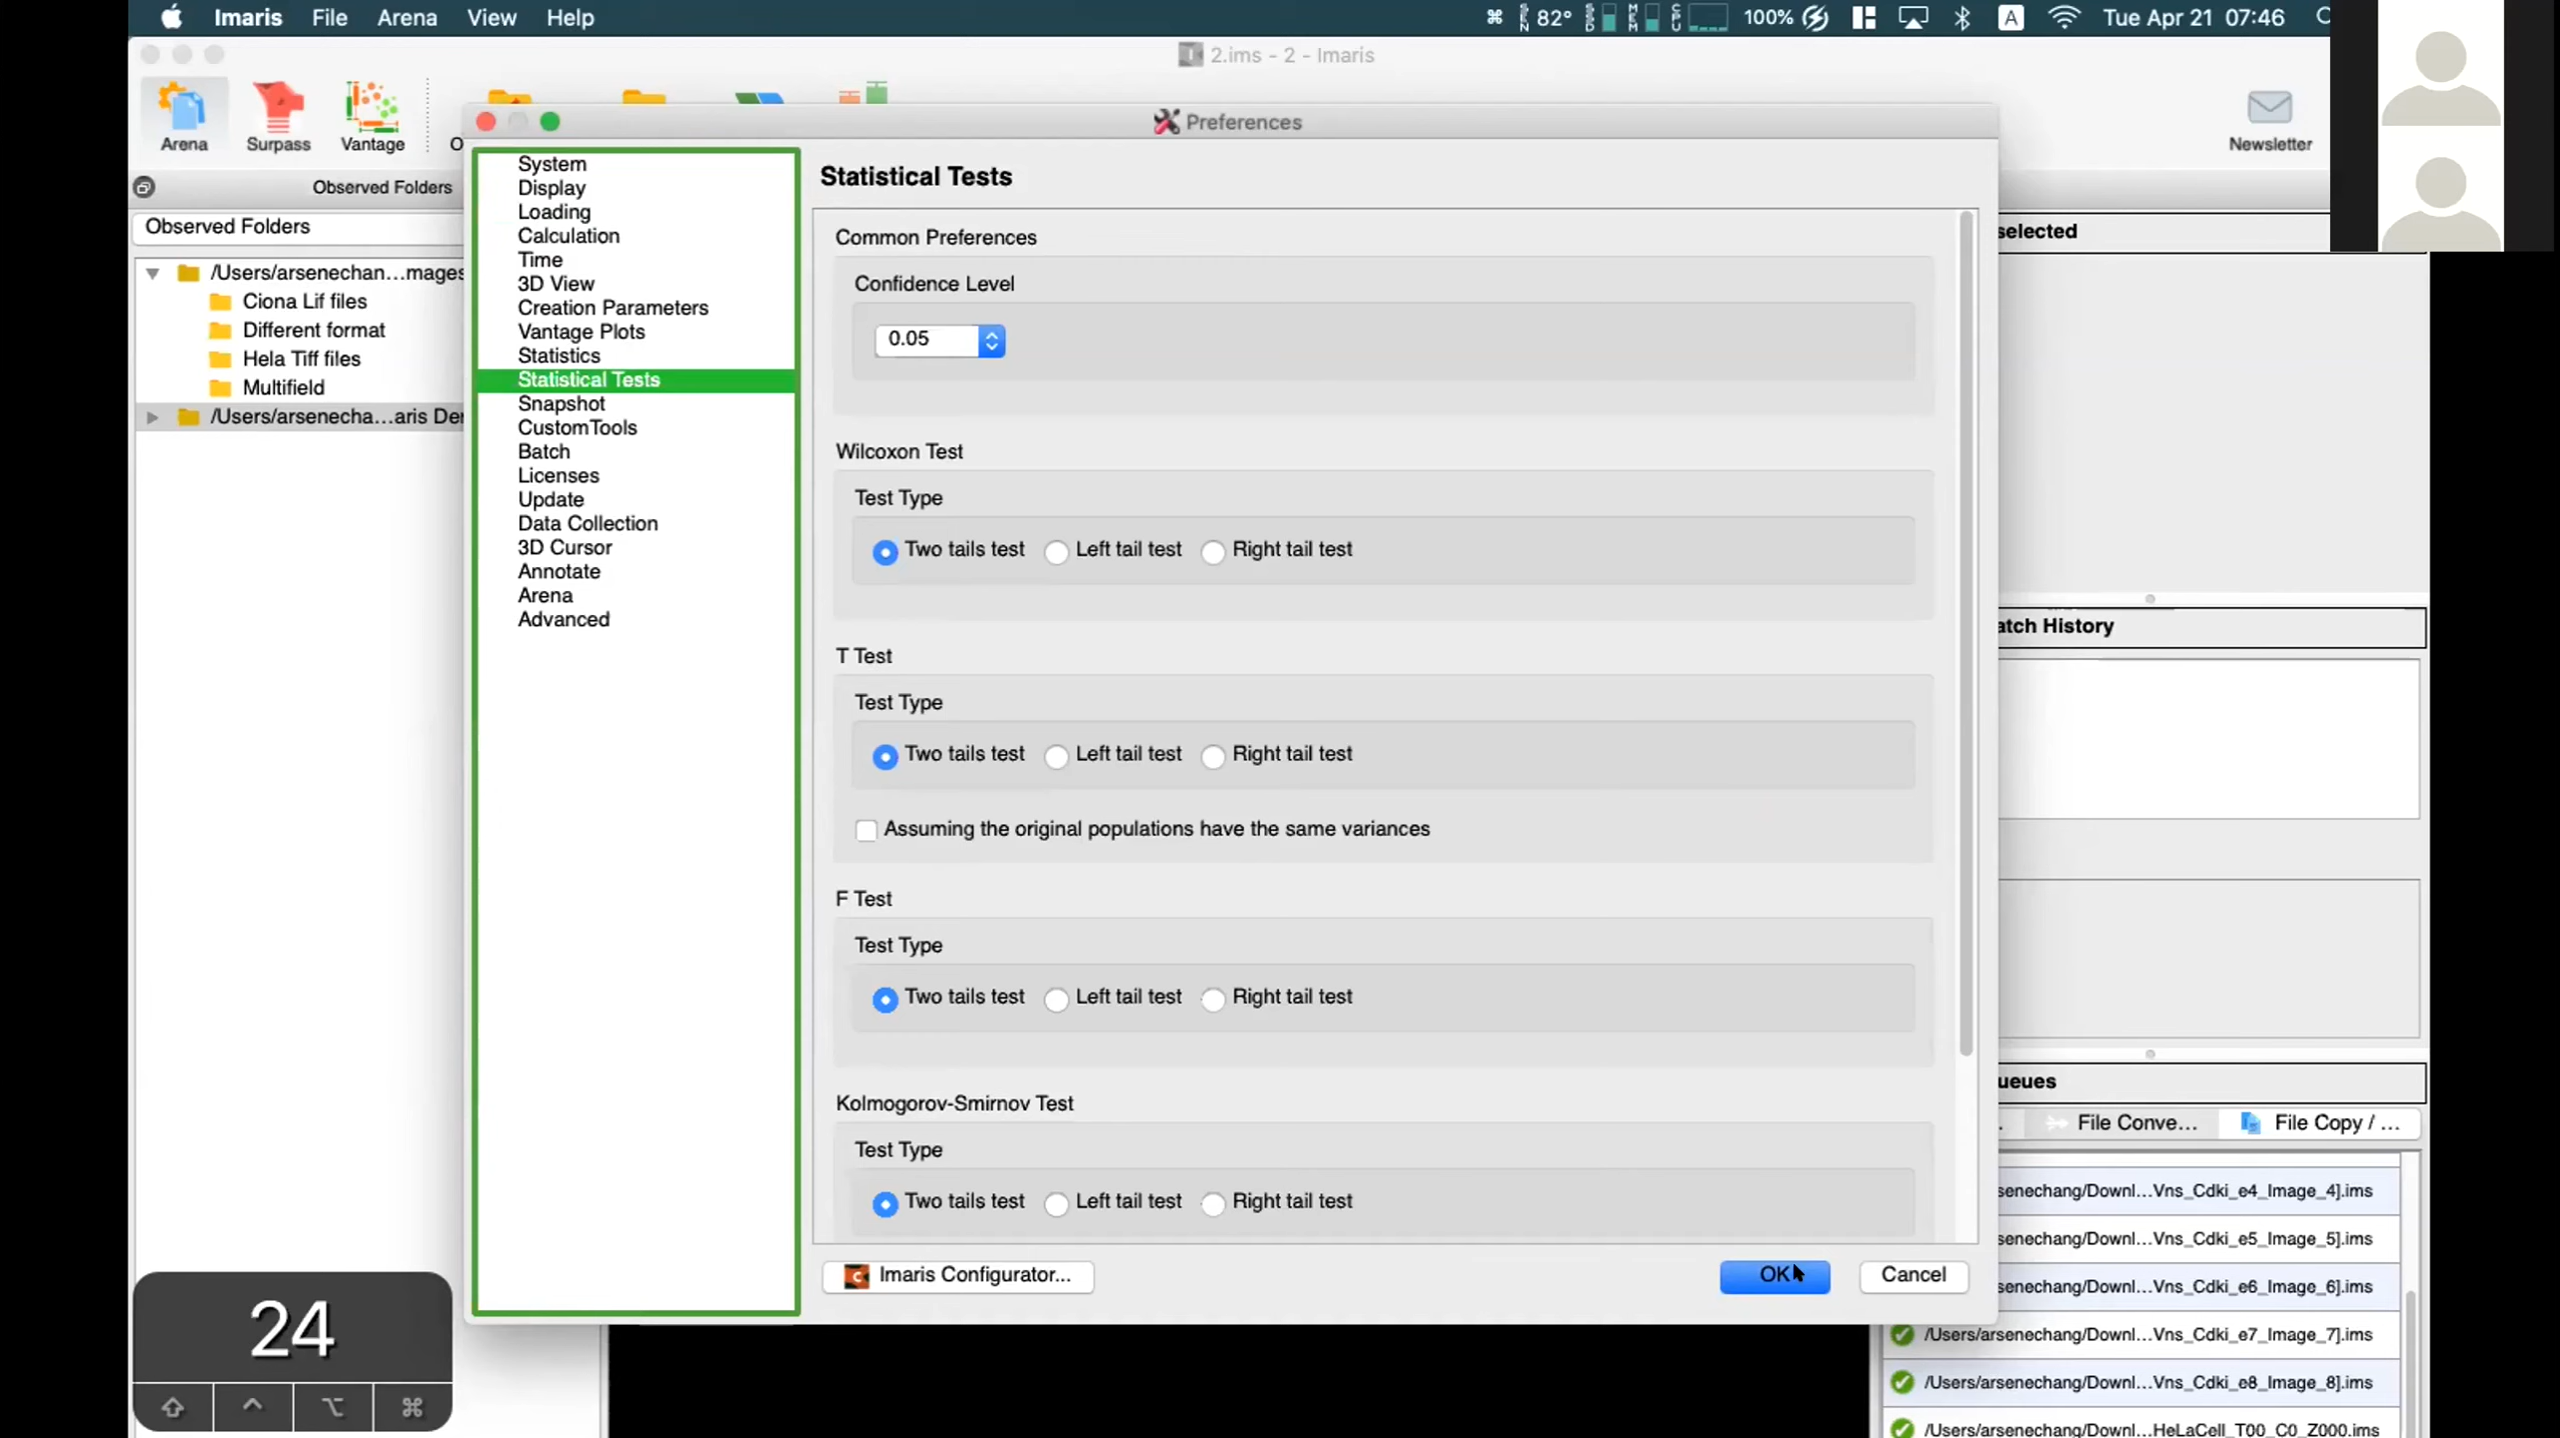 Imaris File Arena View Help
SEN 82° SSD MEM CPU 100% A Tue Apr 21 07:46
2.ims - 2 - Imaris
Arena Surpass Vantage
Newsletter
Preferences
Observed Folders
Observed Folders
/Users/arsenechan...mages
Ciona Lif files
Different format
Hela Tiff files
Multifield
/Users/arsenecha...aris De
System
Display
Loading
Calculation
Time
3D View
Creation Parameters
Vantage Plots
Statistics
Statistical Tests
Snapshot
CustomTools
Batch
Licenses
Update
Data Collection
3D Cursor
Annotate
Arena
Advanced
Statistical Tests
Common Preferences
Confidence Level
0.05
Wilcoxon Test
Test Type
Two tails test Left tail test Right tail test
T Test
Test Type
Two tails test Left tail test Right tail test
Assuming the original populations have the same variances
F Test
Test Type
Two tails test Left tail test Right tail test
Kolmogorov-Smirnov Test
Test Type
Two tails test Left tail test Right tail test
Imaris Configurator...
OK Cancel
selected
atch History
ueues
File Conve... File Copy / ...
rsenechang/Downl...Vns_Cdki_e4_Image_4].ims
rsenechang/Downl...Vns_Cdki_e5_Image_5].ims
rsenechang/Downl...Vns_Cdki_e6_Image_6].ims
/Users/arsenechang/Downl...Vns_Cdki_e7_Image_7].ims
/Users/arsenechang/Downl...Vns_Cdki_e8_Image_8].ims
/Users/arsenechang/Downl...HeLaCell_T00_C0_Z000.ims
24
⇧ ^ ⌥ ⌘